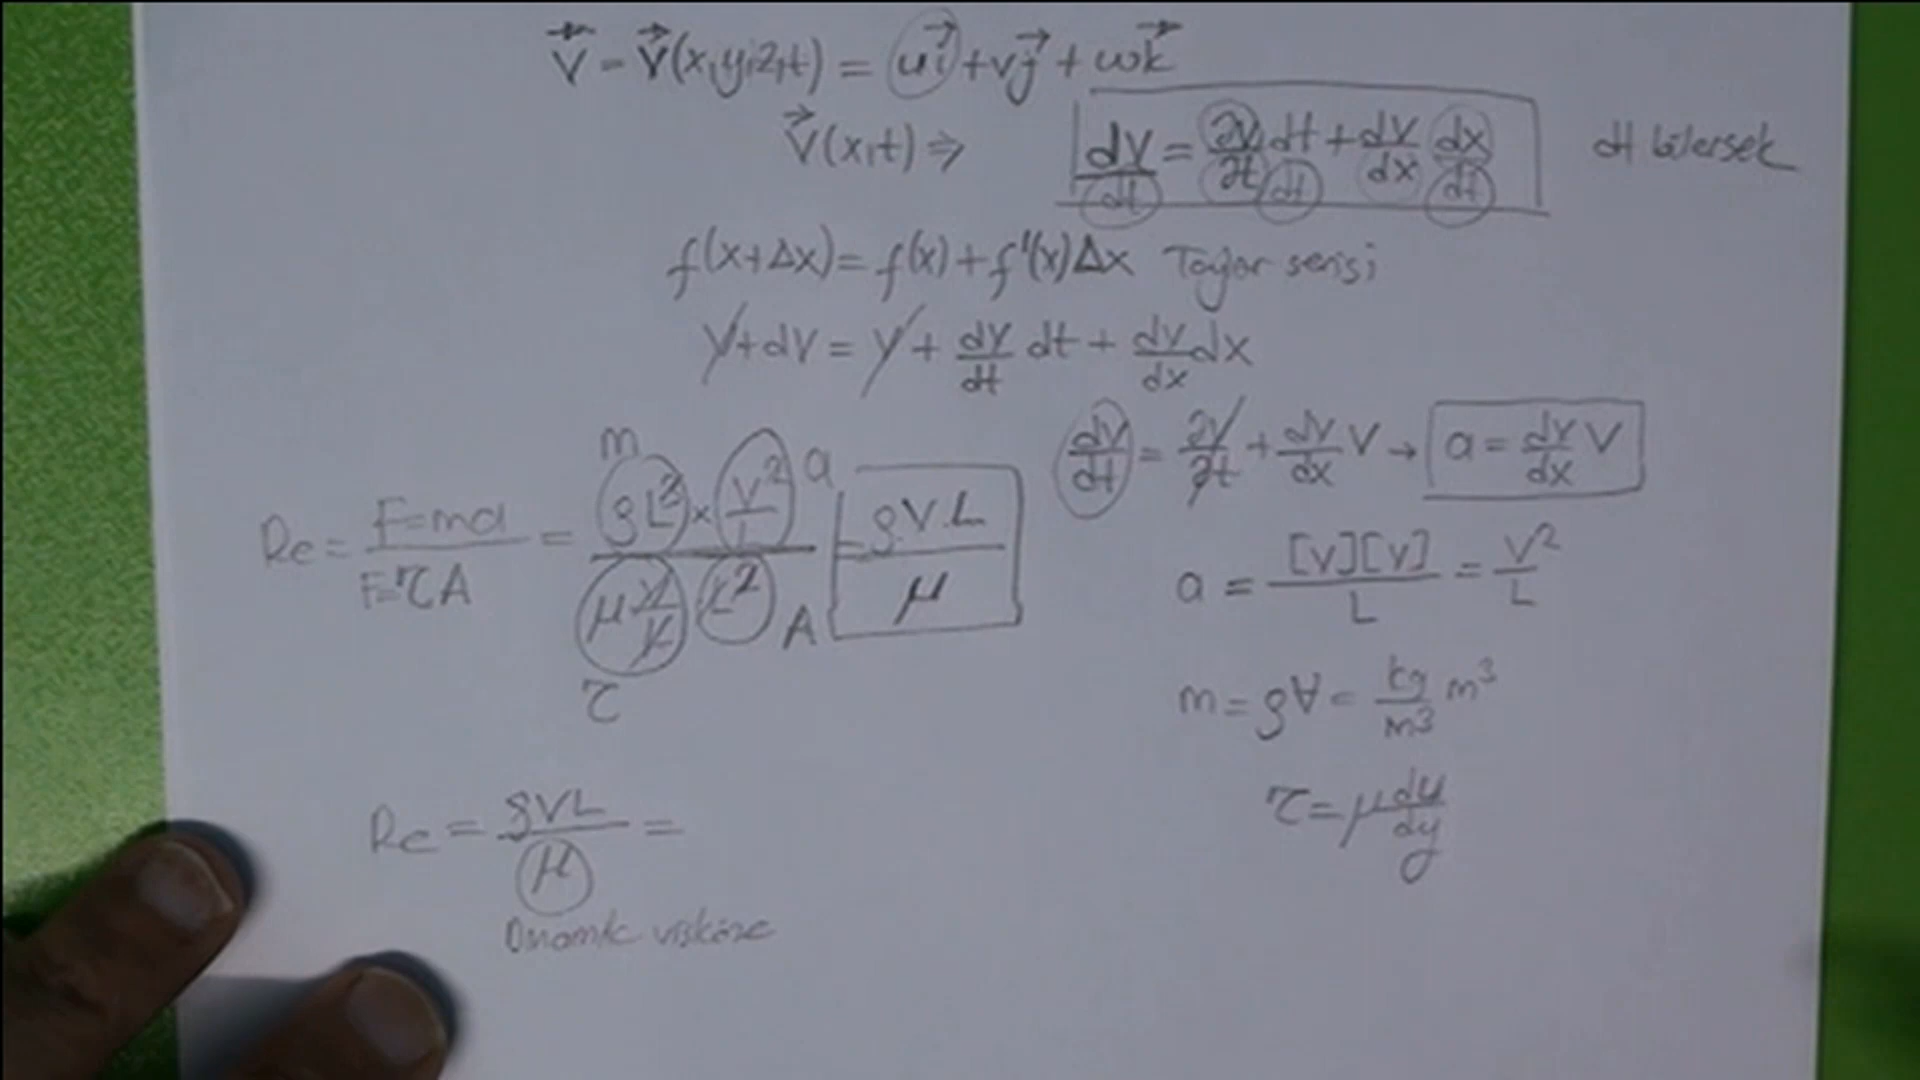 V⃗ - V⃗(x,y,z,t) = ui⃗ + vj⃗ + wk⃗
V⃗(x,t) ⇒ dV/dt = ∂V/∂t dt/dt + dV/dx dx/dt dt bölersek
f(x+Δx) = f(x) + f'(x)Δx Taylor serisi
V + dV = V + dV/dt dt + dV/dx dx
dV/dt = ∂V/∂t + dV/dx V → a = dV/dx V
m a
Re = F=ma / F=τA = ρL³ × V²/L / μ V/L L² = ρV.L / μ
A
τ
a = [V][V] / L = V²/L
m = ρV = kg/m³ m³
Re = ρVL / μ =
τ = μ du/dy